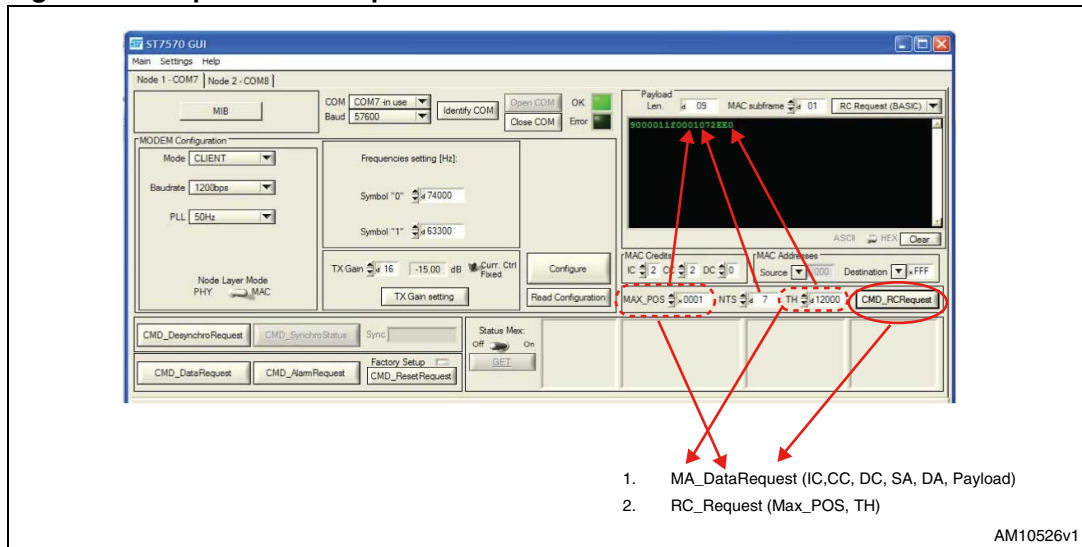 ST7570 GUI
Main Settings Help
Node 1 - COM7 Node 2 - COM8
MIB
COM COM7 -in use
Baud 57600
Identify COM
Open COM
Close COM
OK
Error
Payload
Len. d 09 MAC subframe d 01 RC Request (BASIC)
9000011f0001072EE0
ASCII HEX Clear
MODEM Configuration
Mode CLIENT
Baudrate 1200bps
PLL 50Hz
Node Layer Mode
PHY MAC
Frequencies setting [Hz]:
Symbol "0" d 74000
Symbol "1" d 63300
TX Gain d 16 -15.00 dB Curr. Ctrl
Fixed
TX Gain setting
Configure
Read Configuration
MAC Credits
IC 2 CC 2 DC 0
MAC Addresses
Source 000 Destination xFFF
MAX_POS x0001 NTS d 7 TH d 12000 CMD_RCRequest
CMD_DesynchroRequest CMD_SynchroStatus Sync
CMD_DataRequest CMD_AlarmRequest
Factory Setup
CMD_ResetRequest
Status Mex:
Off On
GET
1. MA_DataRequest (IC,CC, DC, SA, DA, Payload)
2. RC_Request (Max_POS, TH)
AM10526v1